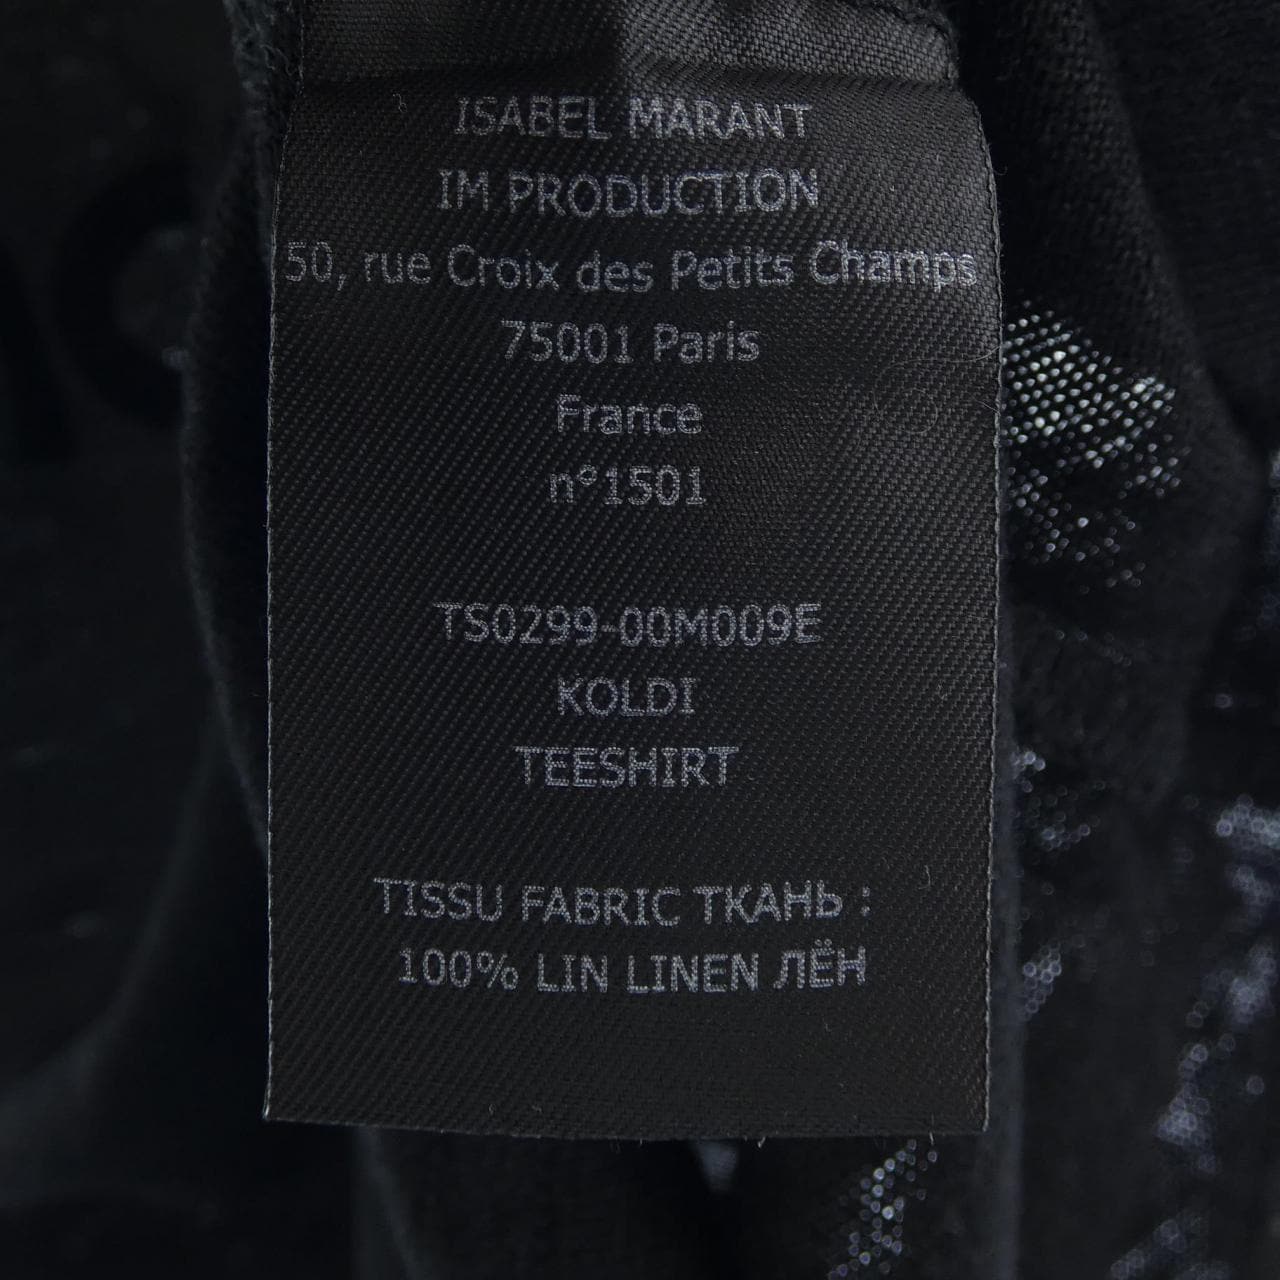 ISABEL MARANT
IM PRODUCTION
50, rue Croix des Petits Champs
75001 Paris
France
n°1501
TS0299-00M009E
KOLDI
TEESHIRT
TISSU FABRIC ТКАНЬ :
100% LIN LINEN ЛЁН